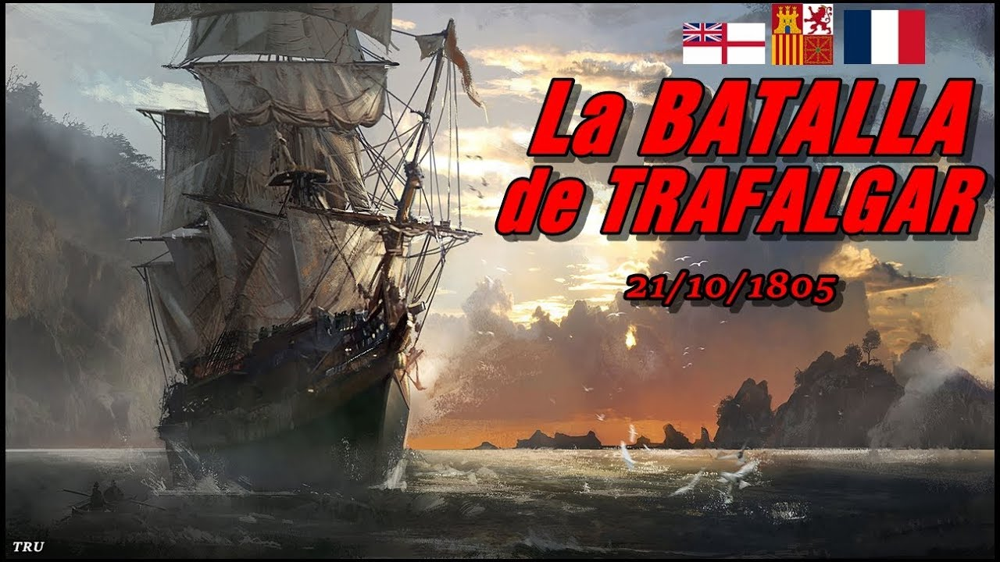 La BATALLA
de TRAFALGAR
21/10/1805
TRU